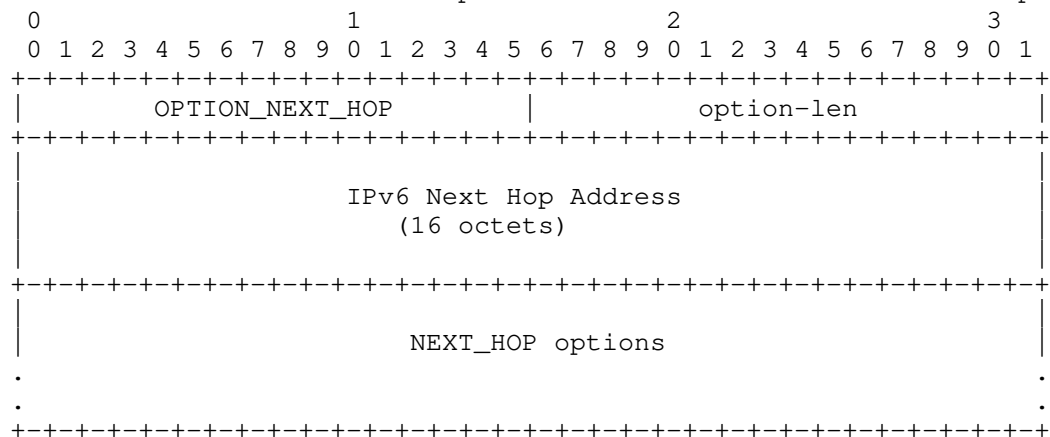 0                   1                   2                   3
 0 1 2 3 4 5 6 7 8 9 0 1 2 3 4 5 6 7 8 9 0 1 2 3 4 5 6 7 8 9 0 1
+-+-+-+-+-+-+-+-+-+-+-+-+-+-+-+-+-+-+-+-+-+-+-+-+-+-+-+-+-+-+-+-+
|        OPTION_NEXT_HOP        |          option-len           |
+-+-+-+-+-+-+-+-+-+-+-+-+-+-+-+-+-+-+-+-+-+-+-+-+-+-+-+-+-+-+-+-+
|                                                               |
|                    IPv6 Next Hop Address                      |
|                       (16 octets)                             |
|                                                               |
+-+-+-+-+-+-+-+-+-+-+-+-+-+-+-+-+-+-+-+-+-+-+-+-+-+-+-+-+-+-+-+-+
|                                                               |
|                        NEXT_HOP options                       |
.                                                               .
.                                                               .
+-+-+-+-+-+-+-+-+-+-+-+-+-+-+-+-+-+-+-+-+-+-+-+-+-+-+-+-+-+-+-+-+